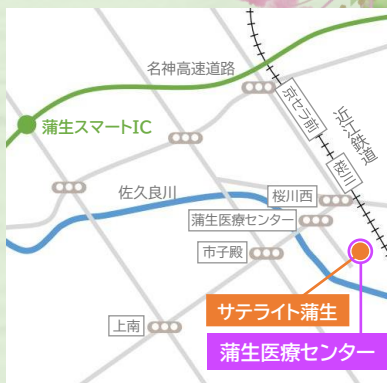 名神高速道路
京セラ前
近江鉄道
蒲生スマートIC
桜川
佐久良川
桜川西
蒲生医療センター
市子殿
サテライト蒲生
上南
蒲生医療センター